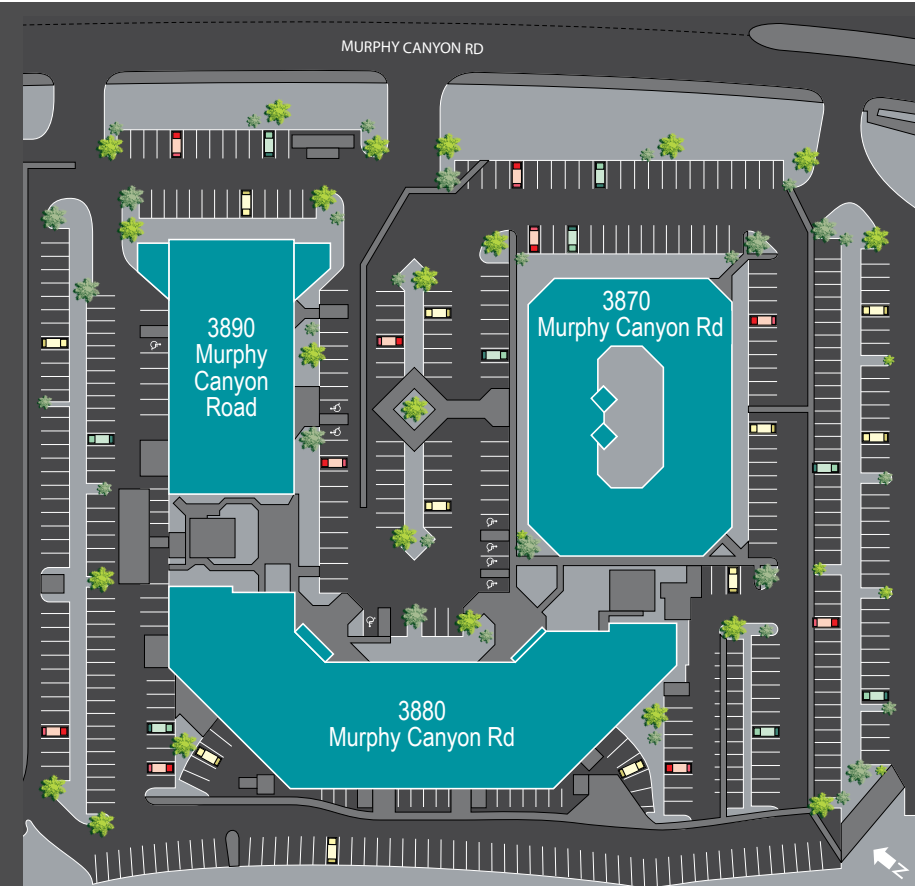 MURPHY CANYON RD
3890
Murphy
Canyon
Road
3870
Murphy Canyon Rd
3880
Murphy Canyon Rd
N